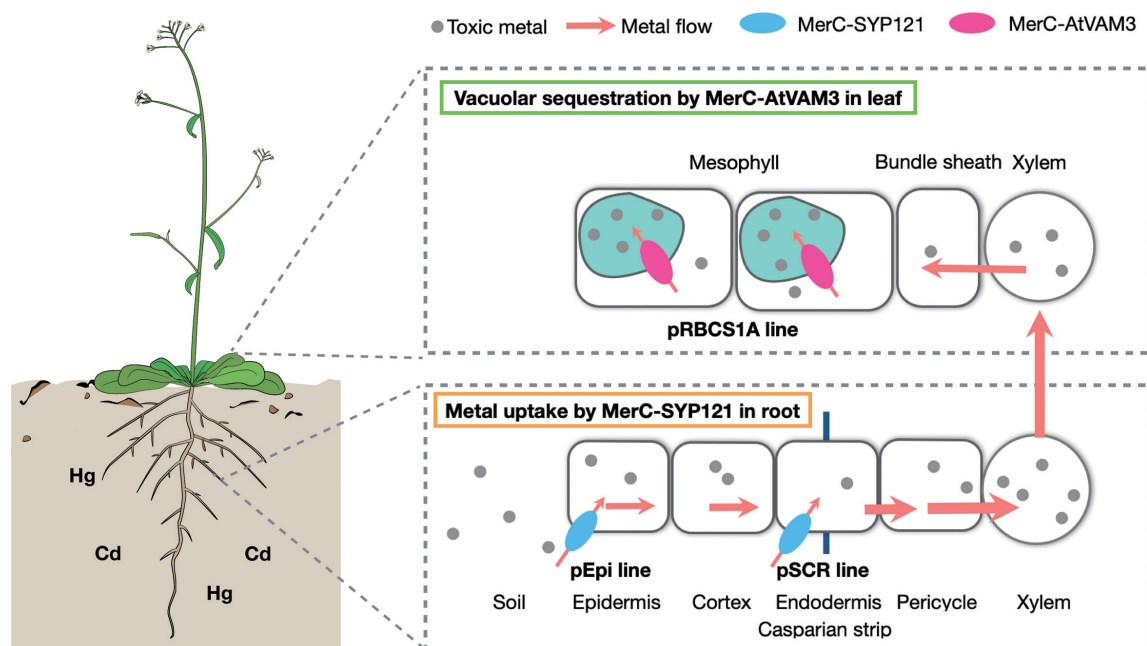 Toxic metal Metal flow MerC-SYP121 MerC-AtVAM3
Vacuolar sequestration by MerC-AtVAM3 in leaf
Mesophyll Bundle sheath Xylem
pRBCS1A line
Metal uptake by MerC-SYP121 in root
Hg
Cd Cd
Hg
pEpi line pSCR line
Soil Epidermis Cortex Endodermis Pericycle Xylem
Casparian strip